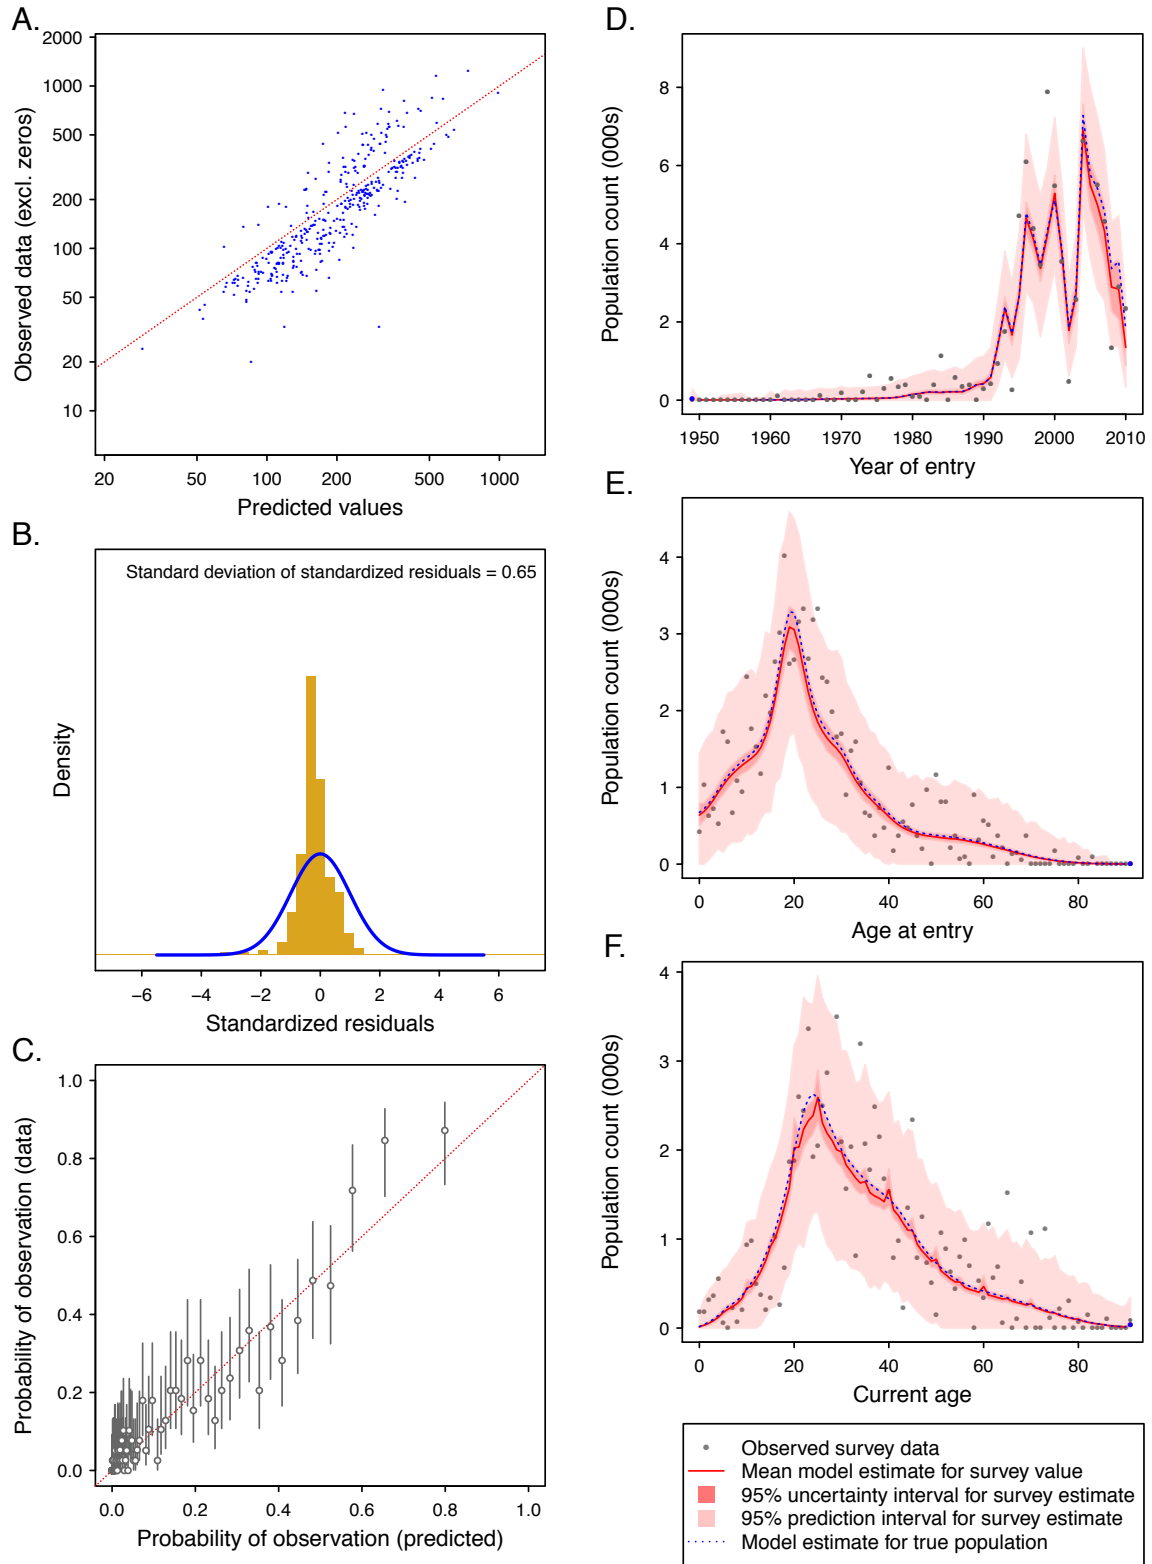 A.
2000
1000
500
200
100
50
20
10
Observed data (excl. zeros)
20 50 100 200 500 1000
Predicted values
B.
Standard deviation of standardized residuals = 0.65
Density
−6 −4 −2 0 2 4 6
Standardized residuals
C.
1.0
0.8
0.6
0.4
0.2
0.0
Probability of observation (data)
0.0 0.2 0.4 0.6 0.8 1.0
Probability of observation (predicted)
D.
8
6
4
2
0
Population count (000s)
1950 1960 1970 1980 1990 2000 2010
Year of entry
E.
4
3
2
1
0
Population count (000s)
0 20 40 60 80
Age at entry
F.
4
3
2
1
0
Population count (000s)
0 20 40 60 80
Current age
Observed survey data
Mean model estimate for survey value
95% uncertainty interval for survey estimate
95% prediction interval for survey estimate
Model estimate for true population